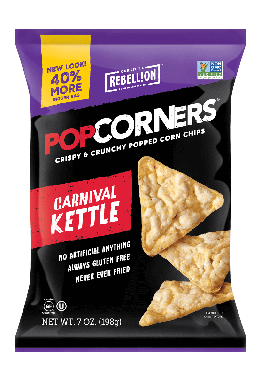 NEW LOOK!
40%
MORE
REBELLION
POPCORNERS
CRISPY & CRUNCHY POPPED CORN CHIPS
CARNIVAL
KETTLE
NO ARTIFICIAL ANYTHING
ALWAYS GLUTEN FREE
NEVER EVER FRIED
NET WT. 7 OZ. (198g)